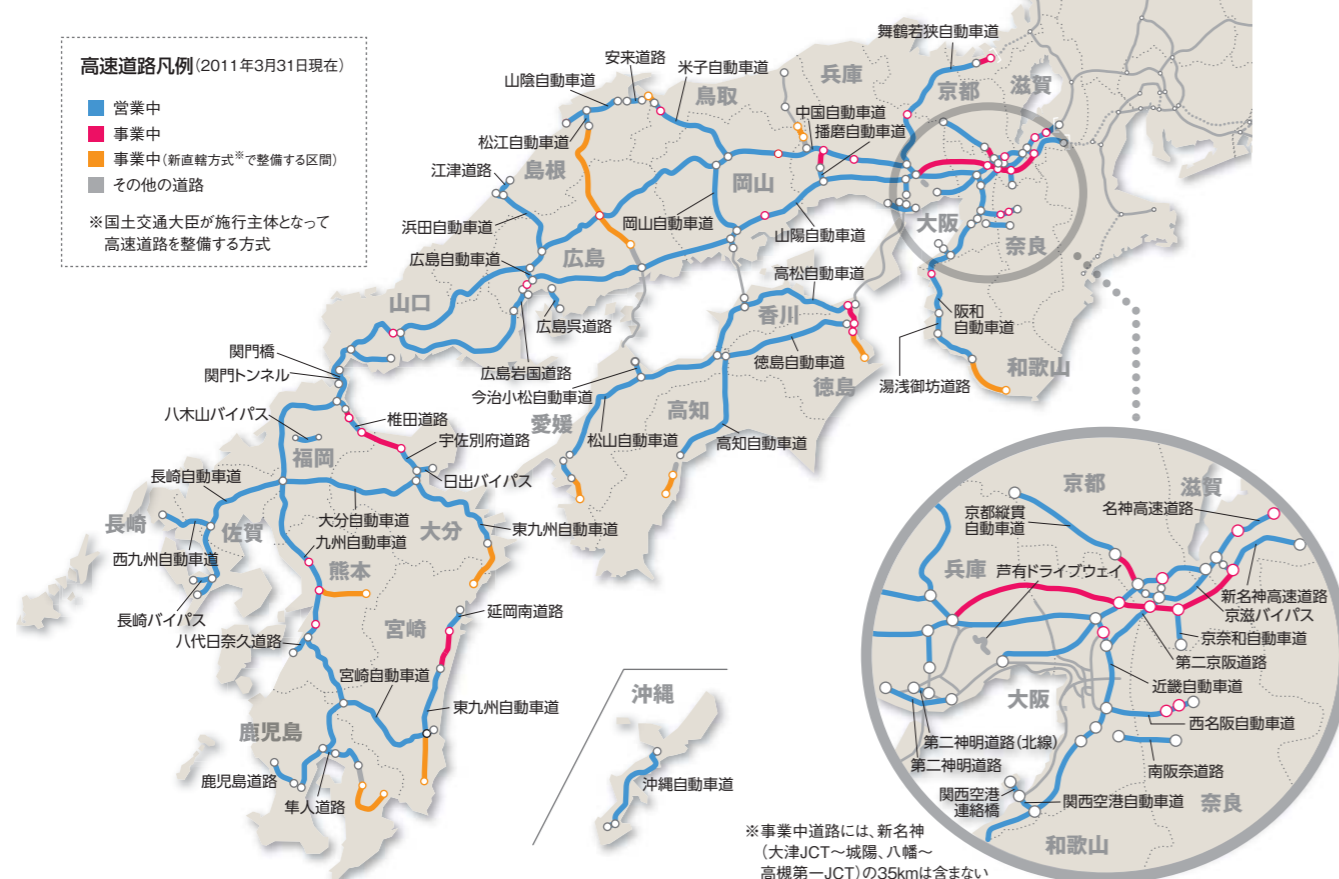 高速道路凡例(2011年3月31日現在)
営業中
事業中
事業中(新直轄方式※で整備する区間)
その他の道路
※国土交通大臣が施行主体となって
高速道路を整備する方式
舞鶴若狭自動車道
安来道路
山陰自動車道
米子自動車道
兵庫
京都
滋賀
鳥取
中国自動車道
播磨自動車道
松江自動車道
島根
江津道路
岡山
浜田自動車道
岡山自動車道
山陽自動車道
大阪
奈良
広島自動車道
広島
高松自動車道
山口
香川
広島呉道路
阪和
自動車道
関門橋
関門トンネル
広島岩国道路
徳島自動車道
和歌山
湯浅御坊道路
今治小松自動車道
徳島
八木山バイパス
椎田道路
愛媛
高知
宇佐別府道路
松山自動車道
高知自動車道
福岡
長崎自動車道
日出バイパス
長崎
佐賀
大分自動車道
大分
東九州自動車道
西九州自動車道
九州自動車道
熊本
長崎バイパス
延岡南道路
八代日奈久道路
宮崎
宮崎自動車道
東九州自動車道
鹿児島
鹿児島道路
隼人道路
沖縄
沖縄自動車道
京都
滋賀
京都縦貫
自動車道
名神高速道路
兵庫
芦有ドライブウェイ
新名神高速道路
京滋バイパス
京奈和自動車道
第二京阪道路
近畿自動車道
大阪
西名阪自動車道
第二神明道路(北線)
第二神明道路
南阪奈道路
関西空港
連絡橋
関西空港自動車道
奈良
和歌山
※事業中道路には、新名神
(大津JCT～城陽、八幡～
高槻第一JCT)の35kmは含まない